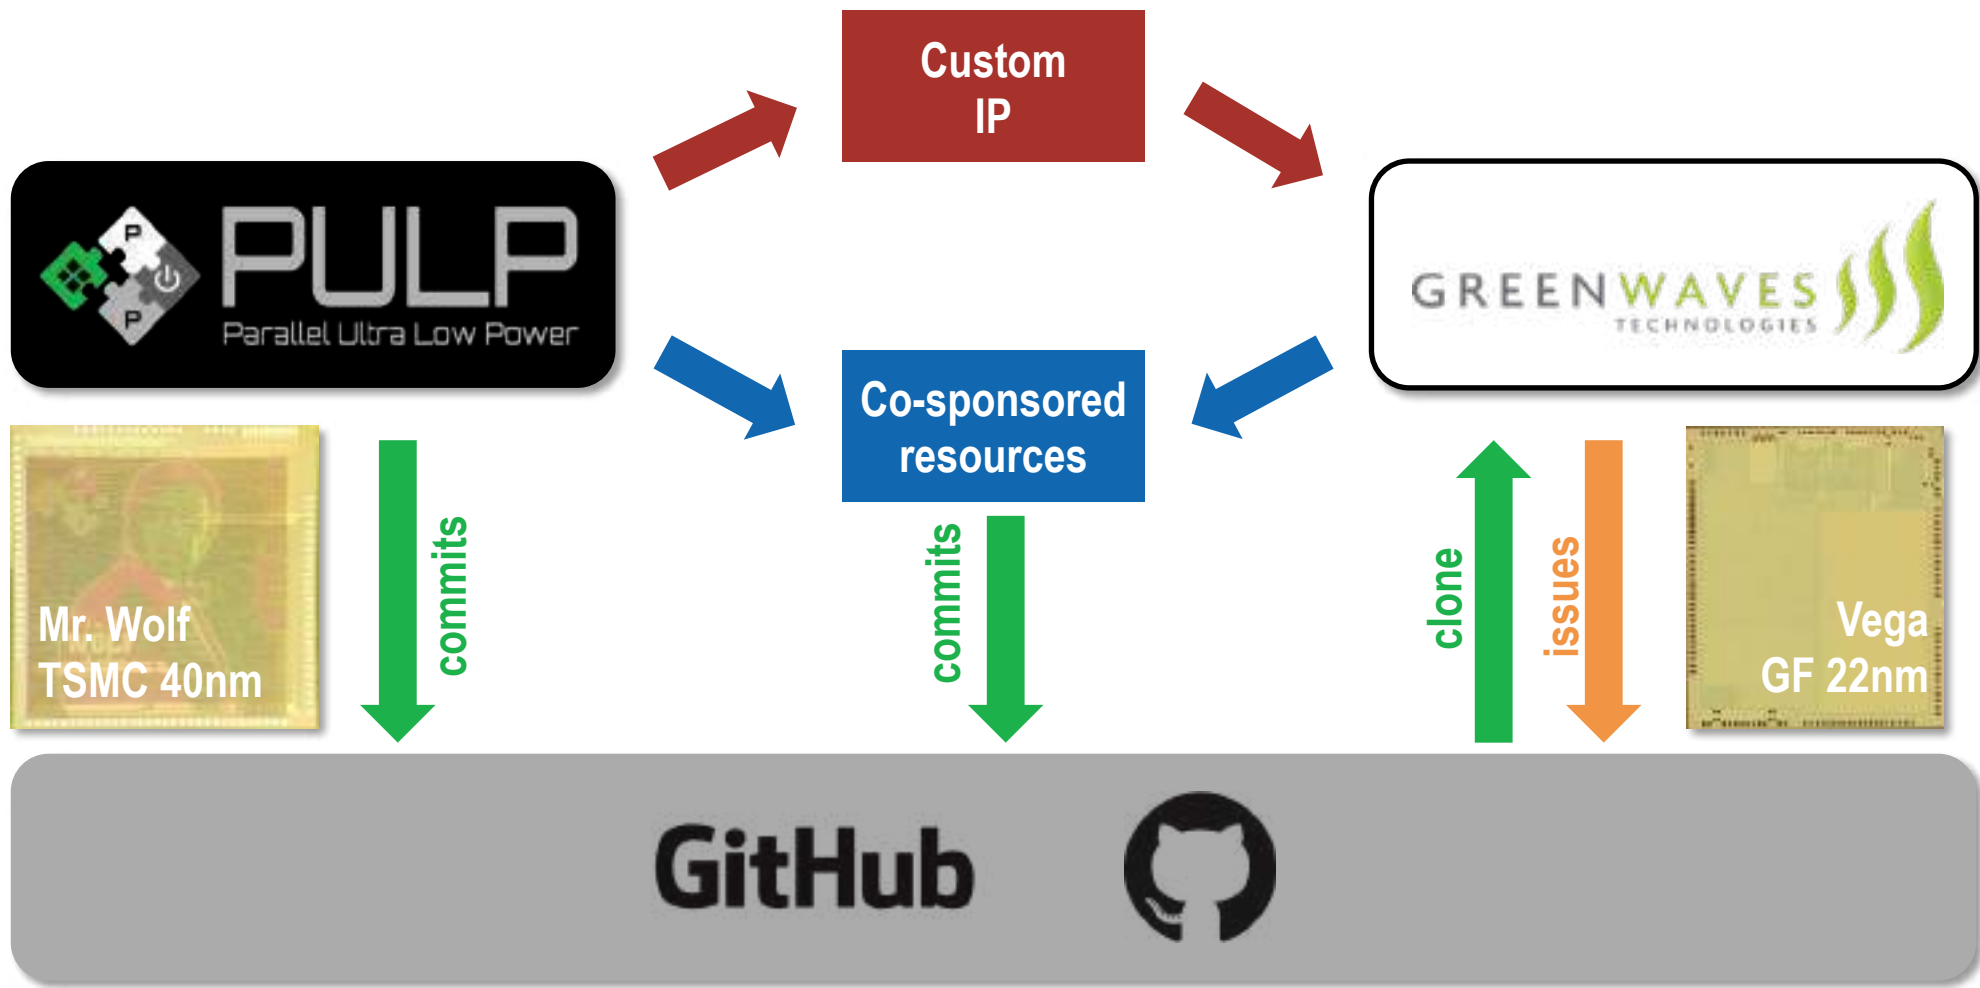 Custom
IP
P
P
PULP
Parallel Ultra Low Power
GREENWAVES
TECHNOLOGIES
Co-sponsored
resources
commits
commits
clone
issues
Mr. Wolf
TSMC 40nm
Vega
GF 22nm
GitHub